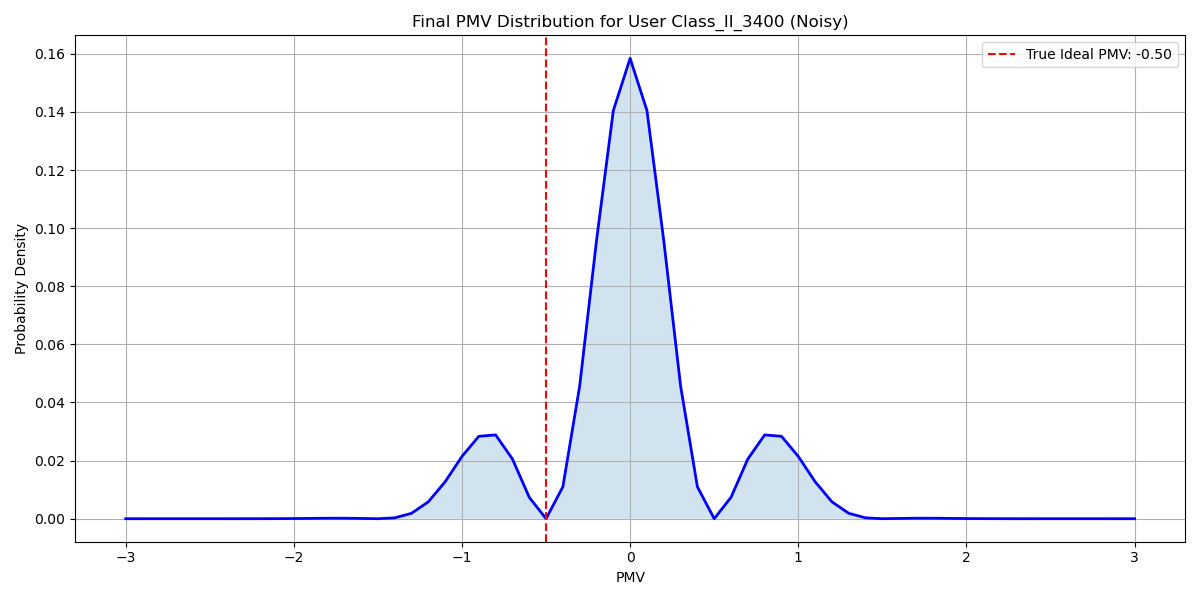 Final PMV Distribution for User Class_II_3400 (Noisy)
True Ideal PMV: -0.50
Probability Density
0.16
0.14
0.12
0.10
0.08
0.06
0.04
0.02
0.00
−3 −2 −1 0 1 2 3
PMV